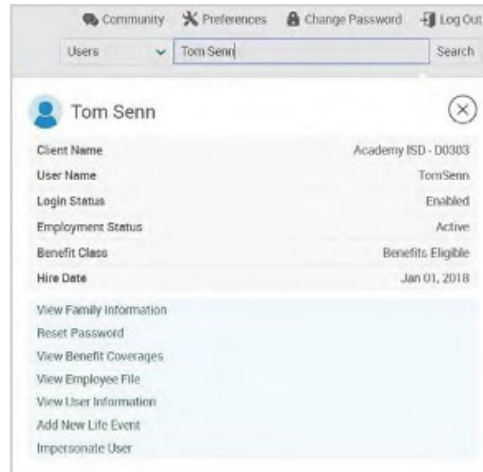 Community Preferences Change Password Log Out
Users Tom Senn Search
Tom Senn
Client Name Academy ISD - D0303
User Name TomSenn
Login Status Enabled
Employment Status Active
Benefit Class Benefits Eligible
Hire Date Jan 01, 2018
View Family Information
Reset Password
View Benefit Coverages
View Employee File
View User Information
Add New Life Event
Impersonate User